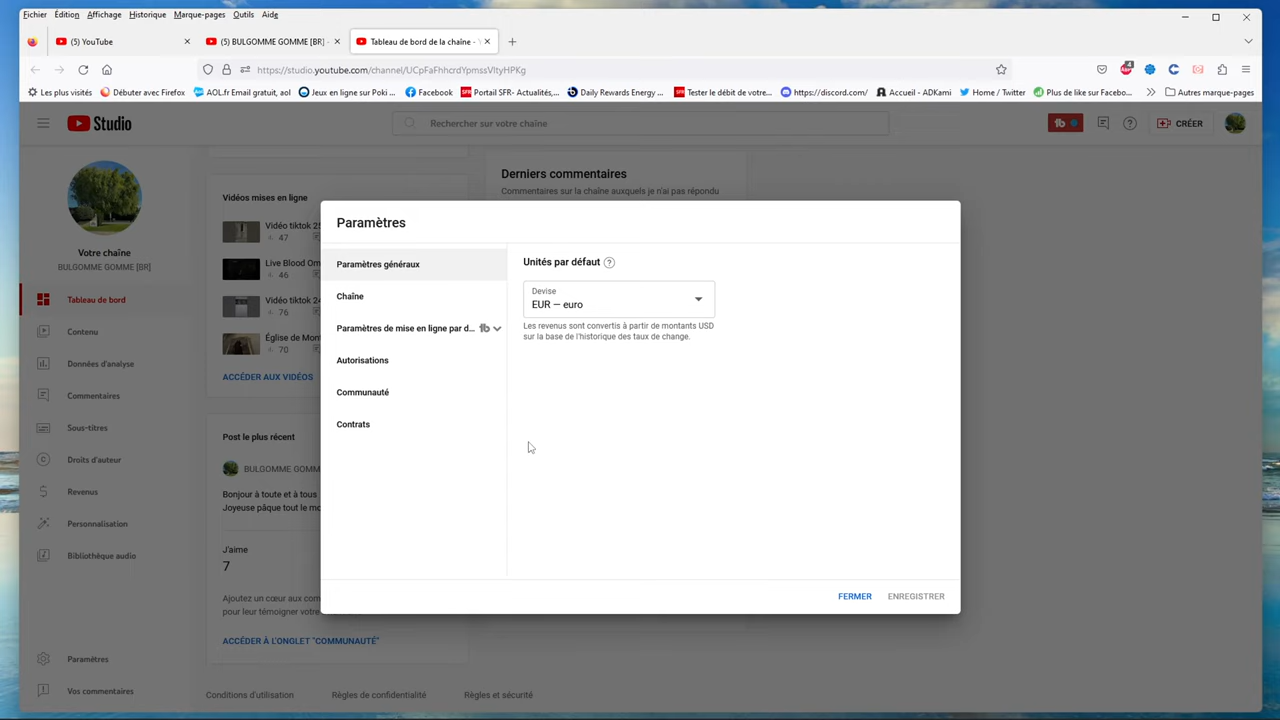 Fichier Édition Affichage Historique Marque-pages Outils Aide
(5) YouTube
(5) BULGOMME GOMME [BR] -
Tableau de bord de la chaîne - Y
https://studio.youtube.com/channel/UCpFaFhhcrdYpmssVItyHPKg
4
Les plus visités
Débuter avec Firefox
AOL.fr Email gratuit, aol
Jeux en ligne sur Poki ...
Facebook
Portail SFR- Actualités,...
Daily Rewards Energy ...
Tester le débit de votre...
https://discord.com/
Accueil - ADKami
Home / Twitter
Plus de like sur Facebo...
Autres marque-pages
Studio
Rechercher sur votre chaîne
CRÉER
Votre chaîne
BULGOMME GOMME [BR]
Tableau de bord
Contenu
Données d'analyse
Commentaires
Sous-titres
Droits d'auteur
Revenus
Personnalisation
Bibliothèque audio
Paramètres
Vos commentaires
Vidéos mises en ligne
Vidéo tiktok 25
47
Live Blood Om
46
Vidéo tiktok 24
76
Église de Mont
70
ACCÉDER AUX VIDÉOS
Post le plus récent
BULGOMME GOMM
Bonjour à toute et à tous
Joyeuse pâque tout le m
J'aime
7
Ajoutez un cœur aux com
pour leur témoigner votre
ACCÉDER À L'ONGLET "COMMUNAUTÉ"
Derniers commentaires
Commentaires sur la chaîne auxquels je n'ai pas répondu
Paramètres
Paramètres généraux
Chaîne
Paramètres de mise en ligne par d...
Autorisations
Communauté
Contrats
Unités par défaut
Devise
EUR — euro
Les revenus sont convertis à partir de montants USD
sur la base de l'historique des taux de change.
FERMER
ENREGISTRER
Conditions d'utilisation
Règles de confidentialité
Règles et sécurité